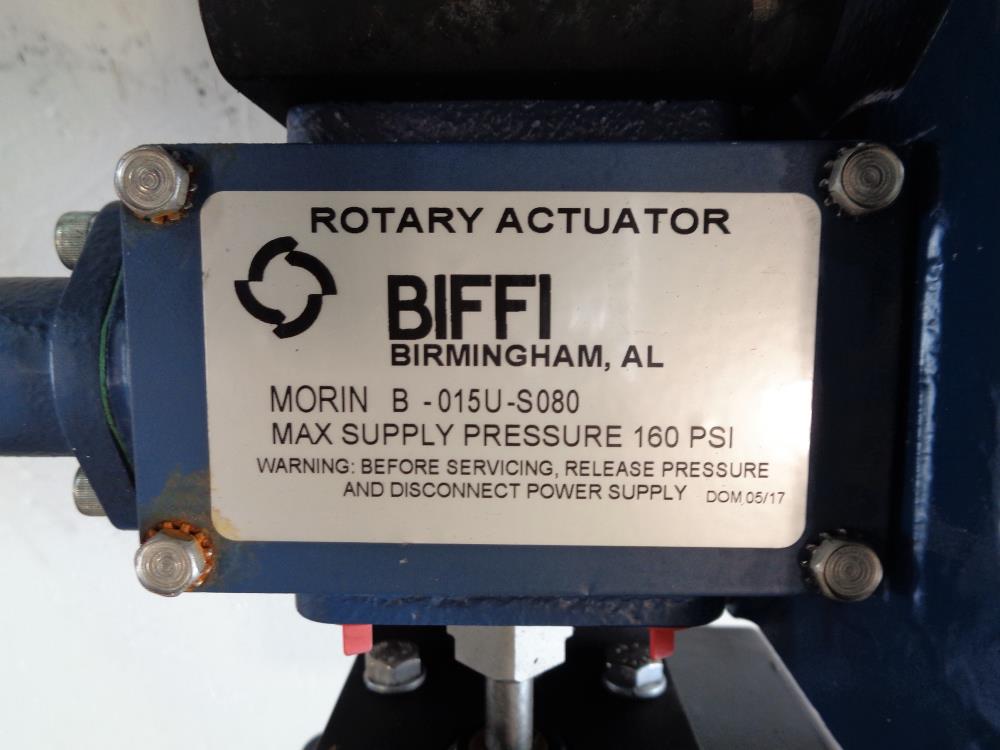 ROTARY ACTUATOR
BIFFI
BIRMINGHAM, AL
MORIN B -015U-S080
MAX SUPPLY PRESSURE 160 PSI
WARNING: BEFORE SERVICING, RELEASE PRESSURE
AND DISCONNECT POWER SUPPLY DOM 05/17